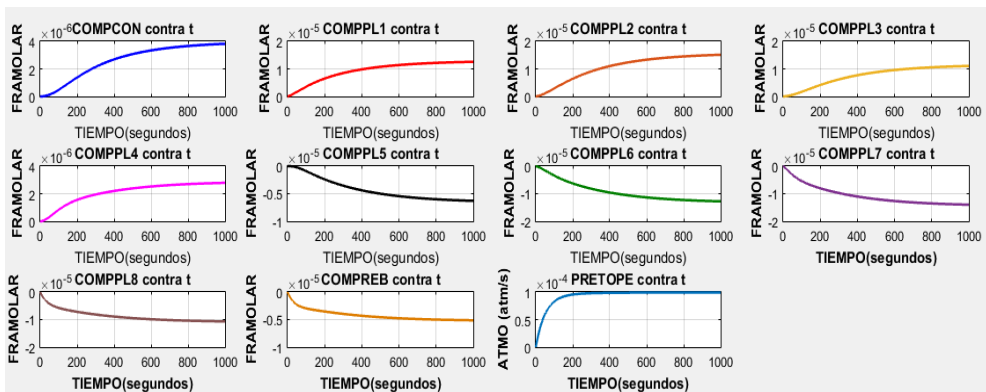 ×10⁻⁶COMPCON contra t
FRAMOLAR
4
2
0
0 200 400 600 800 1000
TIEMPO(segundos)
×10⁻⁵ COMPPL1 contra t
FRAMOLAR
2
1
0
0 200 400 600 800 1000
TIEMPO(segundos)
×10⁻⁵ COMPPL2 contra t
FRAMOLAR
2
1
0
0 200 400 600 800 1000
TIEMPO(segundos)
×10⁻⁵ COMPPL3 contra t
FRAMOLAR
2
1
0
0 200 400 600 800 1000
TIEMPO(segundos)
×10⁻⁶ COMPPL4 contra t
FRAMOLAR
4
2
0
0 200 400 600 800 1000
TIEMPO(segundos)
×10⁻⁵ COMPPL5 contra t
FRAMOLAR
0
-0.5
-1
0 200 400 600 800 1000
TIEMPO(segundos)
×10⁻⁵ COMPPL6 contra t
FRAMOLAR
0
-1
-2
0 200 400 600 800 1000
TIEMPO(segundos)
×10⁻⁵ COMPPL7 contra t
FRAMOLAR
0
-1
-2
0 200 400 600 800 1000
TIEMPO(segundos)
×10⁻⁵ COMPPL8 contra t
FRAMOLAR
0
-1
-2
0 200 400 600 800 1000
TIEMPO(segundos)
×10⁻⁵ COMPREB contra t
FRAMOLAR
0
-0.5
-1
0 200 400 600 800 1000
TIEMPO(segundos)
×10⁻⁴ PRETOPE contra t
ATMO (atm/s)
1
0.5
0
0 200 400 600 800 1000
TIEMPO(segundos)